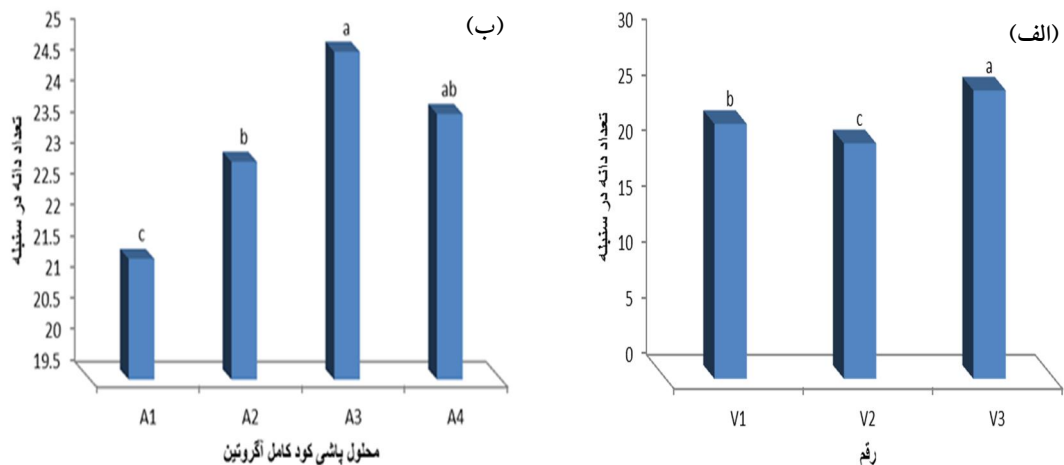 (الف)
30
25
20
15
10
5
0
تعداد دانه در سنبله
b
c
a
V1 V2 V3
رقم
(ب)
25
24.5
24
23.5
23
22.5
22
21.5
21
20.5
20
19.5
تعداد دانه در سنبله
c
b
a
ab
A1 A2 A3 A4
محلول پاشی کود کامل آگروتین